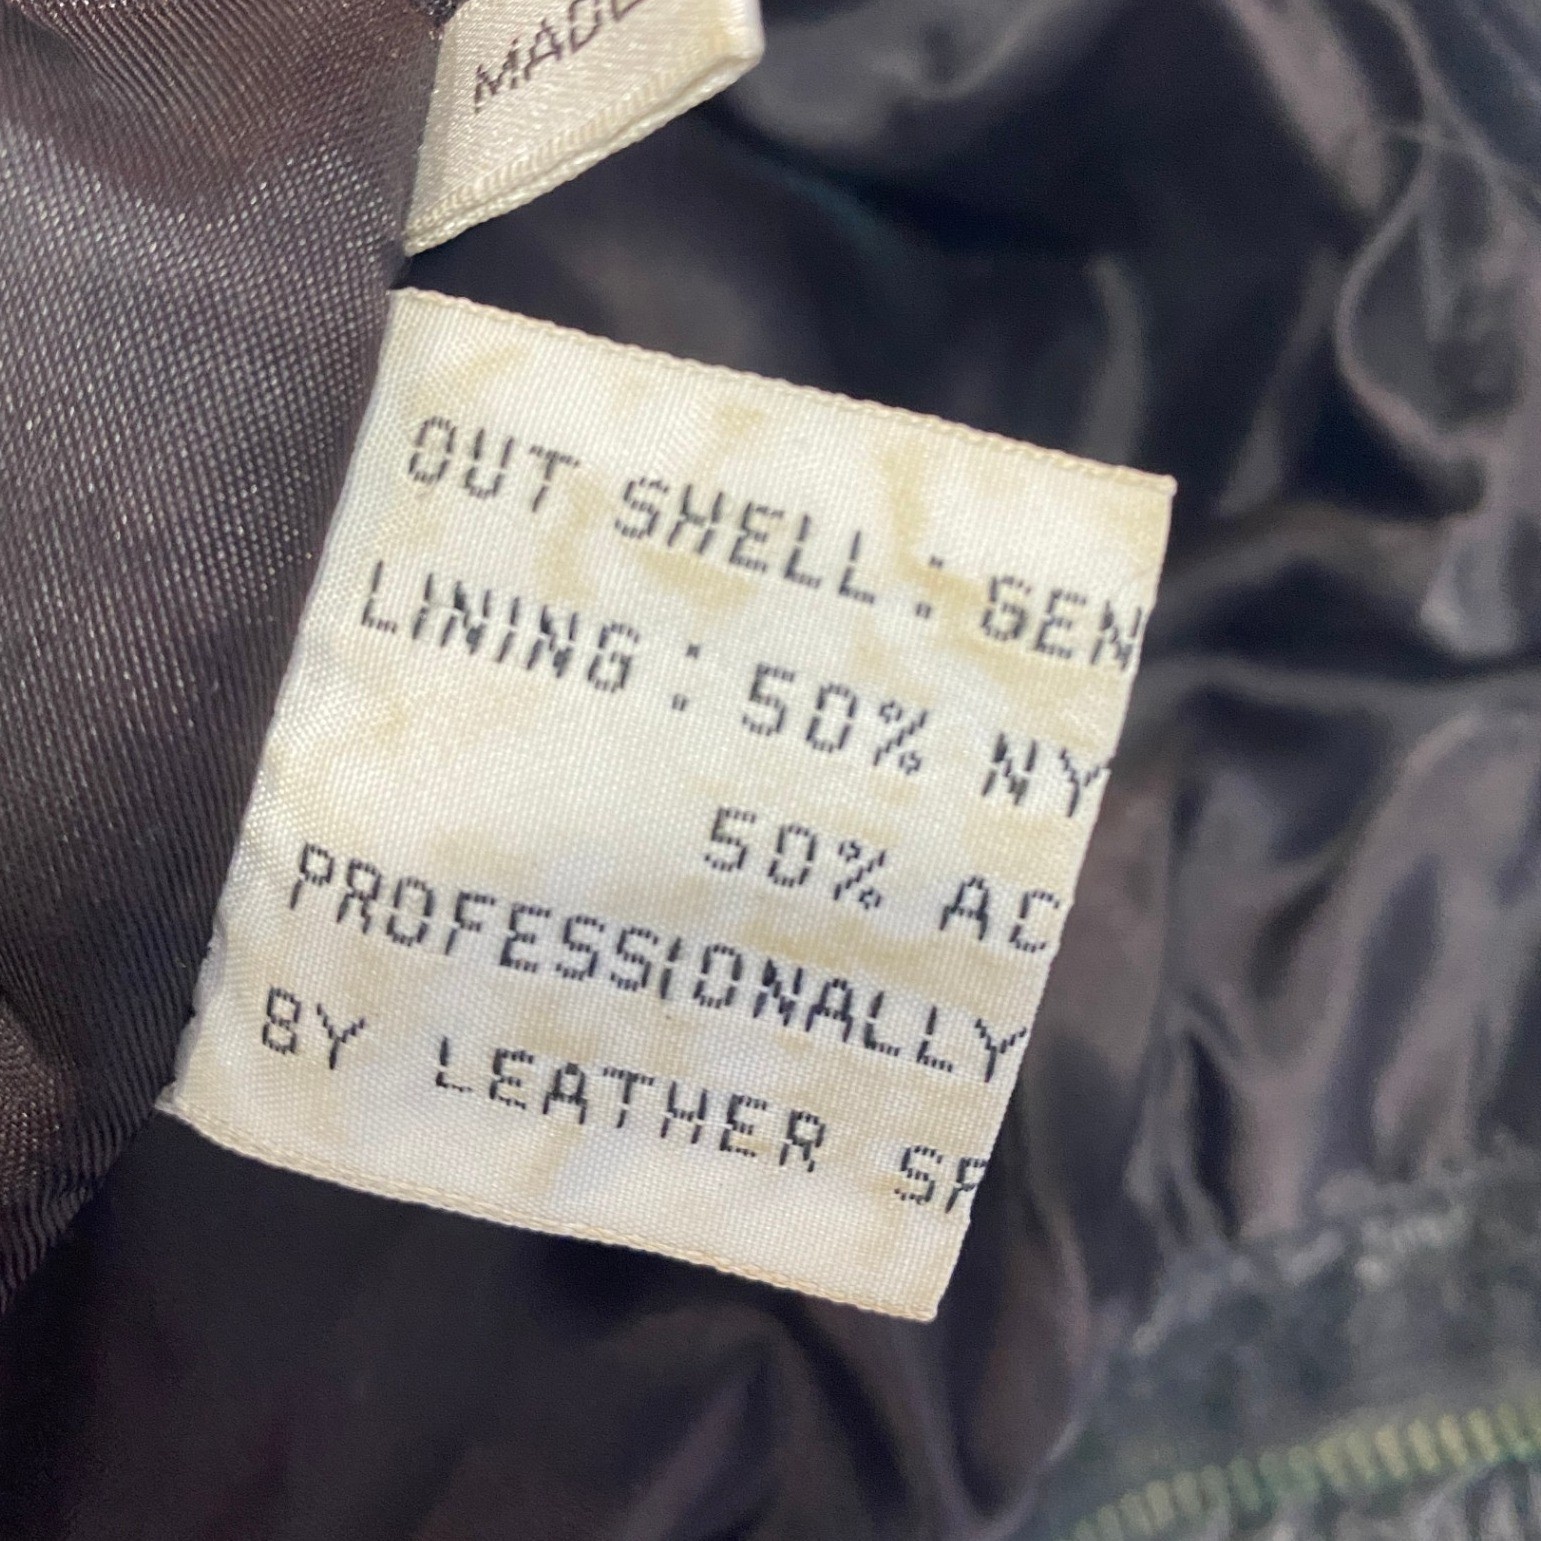 MADE
OUT SHELL: GEN
LINING: 50% NY
50% AC
PROFESSIONALLY
BY LEATHER SP